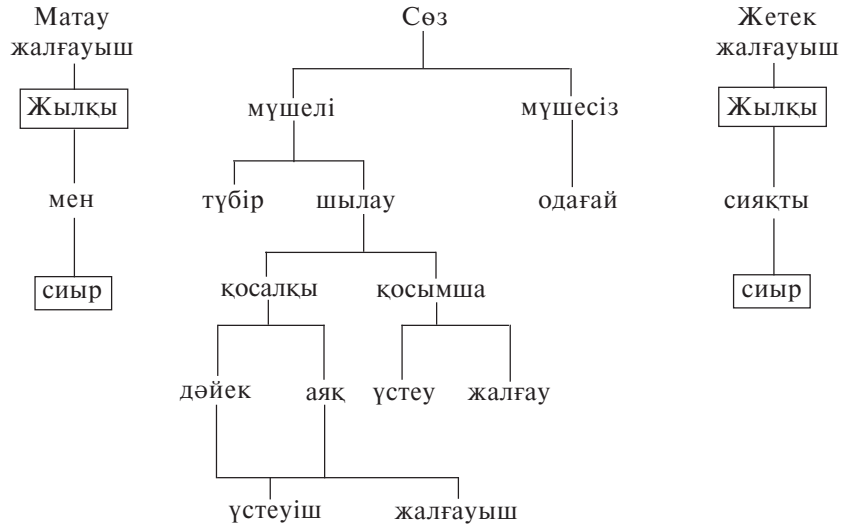 Матау
жалғауыш
Жылқы
мен
сиыр
Сөз
мүшелі
мүшесіз
түбір
шылау
одағай
қосалқы
қосымша
дәйек
аяқ
үстеу
жалғау
үстеуіш
жалғауыш
Жетек
жалғауыш
Жылқы
сияқты
сиыр